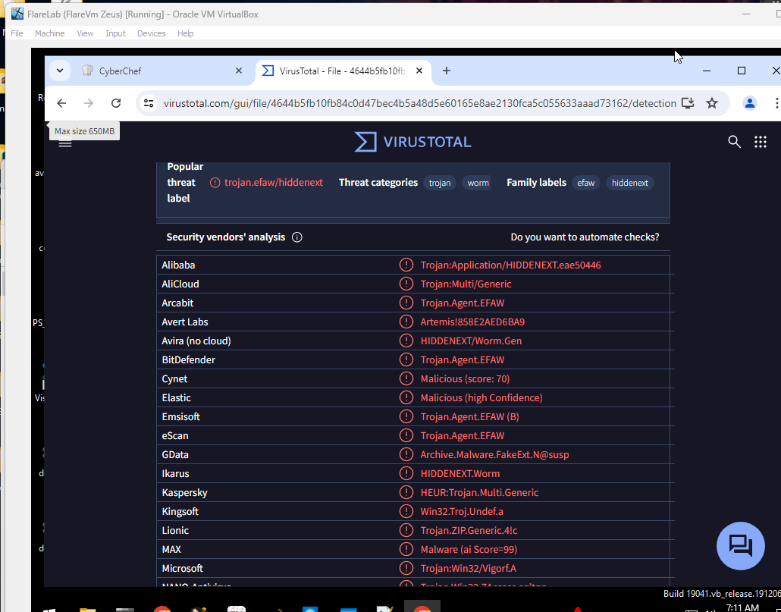 FlareLab (FlareVm Zeus) [Running] - Oracle VM VirtualBox
File Machine View Input Devices Help
CyberChef
VirusTotal - File - 4644b5fb10fb
virustotal.com/gui/file/4644b5fb10fb84c0d47bec4b5a48d5e60165e8ae2130fca5c055633aaad73162/detection
Max size 650MB
VIRUSTOTAL
Popular threat label trojan.efaw/hiddenext Threat categories trojan worm Family labels efaw hiddenext
Security vendors' analysis Do you want to automate checks?
Alibaba Trojan:Application/HIDDENEXT.eae50446
AliCloud Trojan:Multi/Generic
Arcabit Trojan.Agent.EFAW
Avert Labs Artemis!858E2AED6BA9
Avira (no cloud) HIDDENEXT/Worm.Gen
BitDefender Trojan.Agent.EFAW
Cynet Malicious (score: 70)
Elastic Malicious (high Confidence)
Emsisoft Trojan.Agent.EFAW (B)
eScan Trojan.Agent.EFAW
GData Archive.Malware.FakeExt.N@susp
Ikarus HIDDENEXT.Worm
Kaspersky HEUR:Trojan.Multi.Generic
Kingsoft Win32.Troj.Undef.a
Lionic Trojan.ZIP.Generic.4!c
MAX Malware (ai Score=99)
Microsoft Trojan:Win32/Vigorf.A
Build 19041.vb_release.19120
7:11 AM